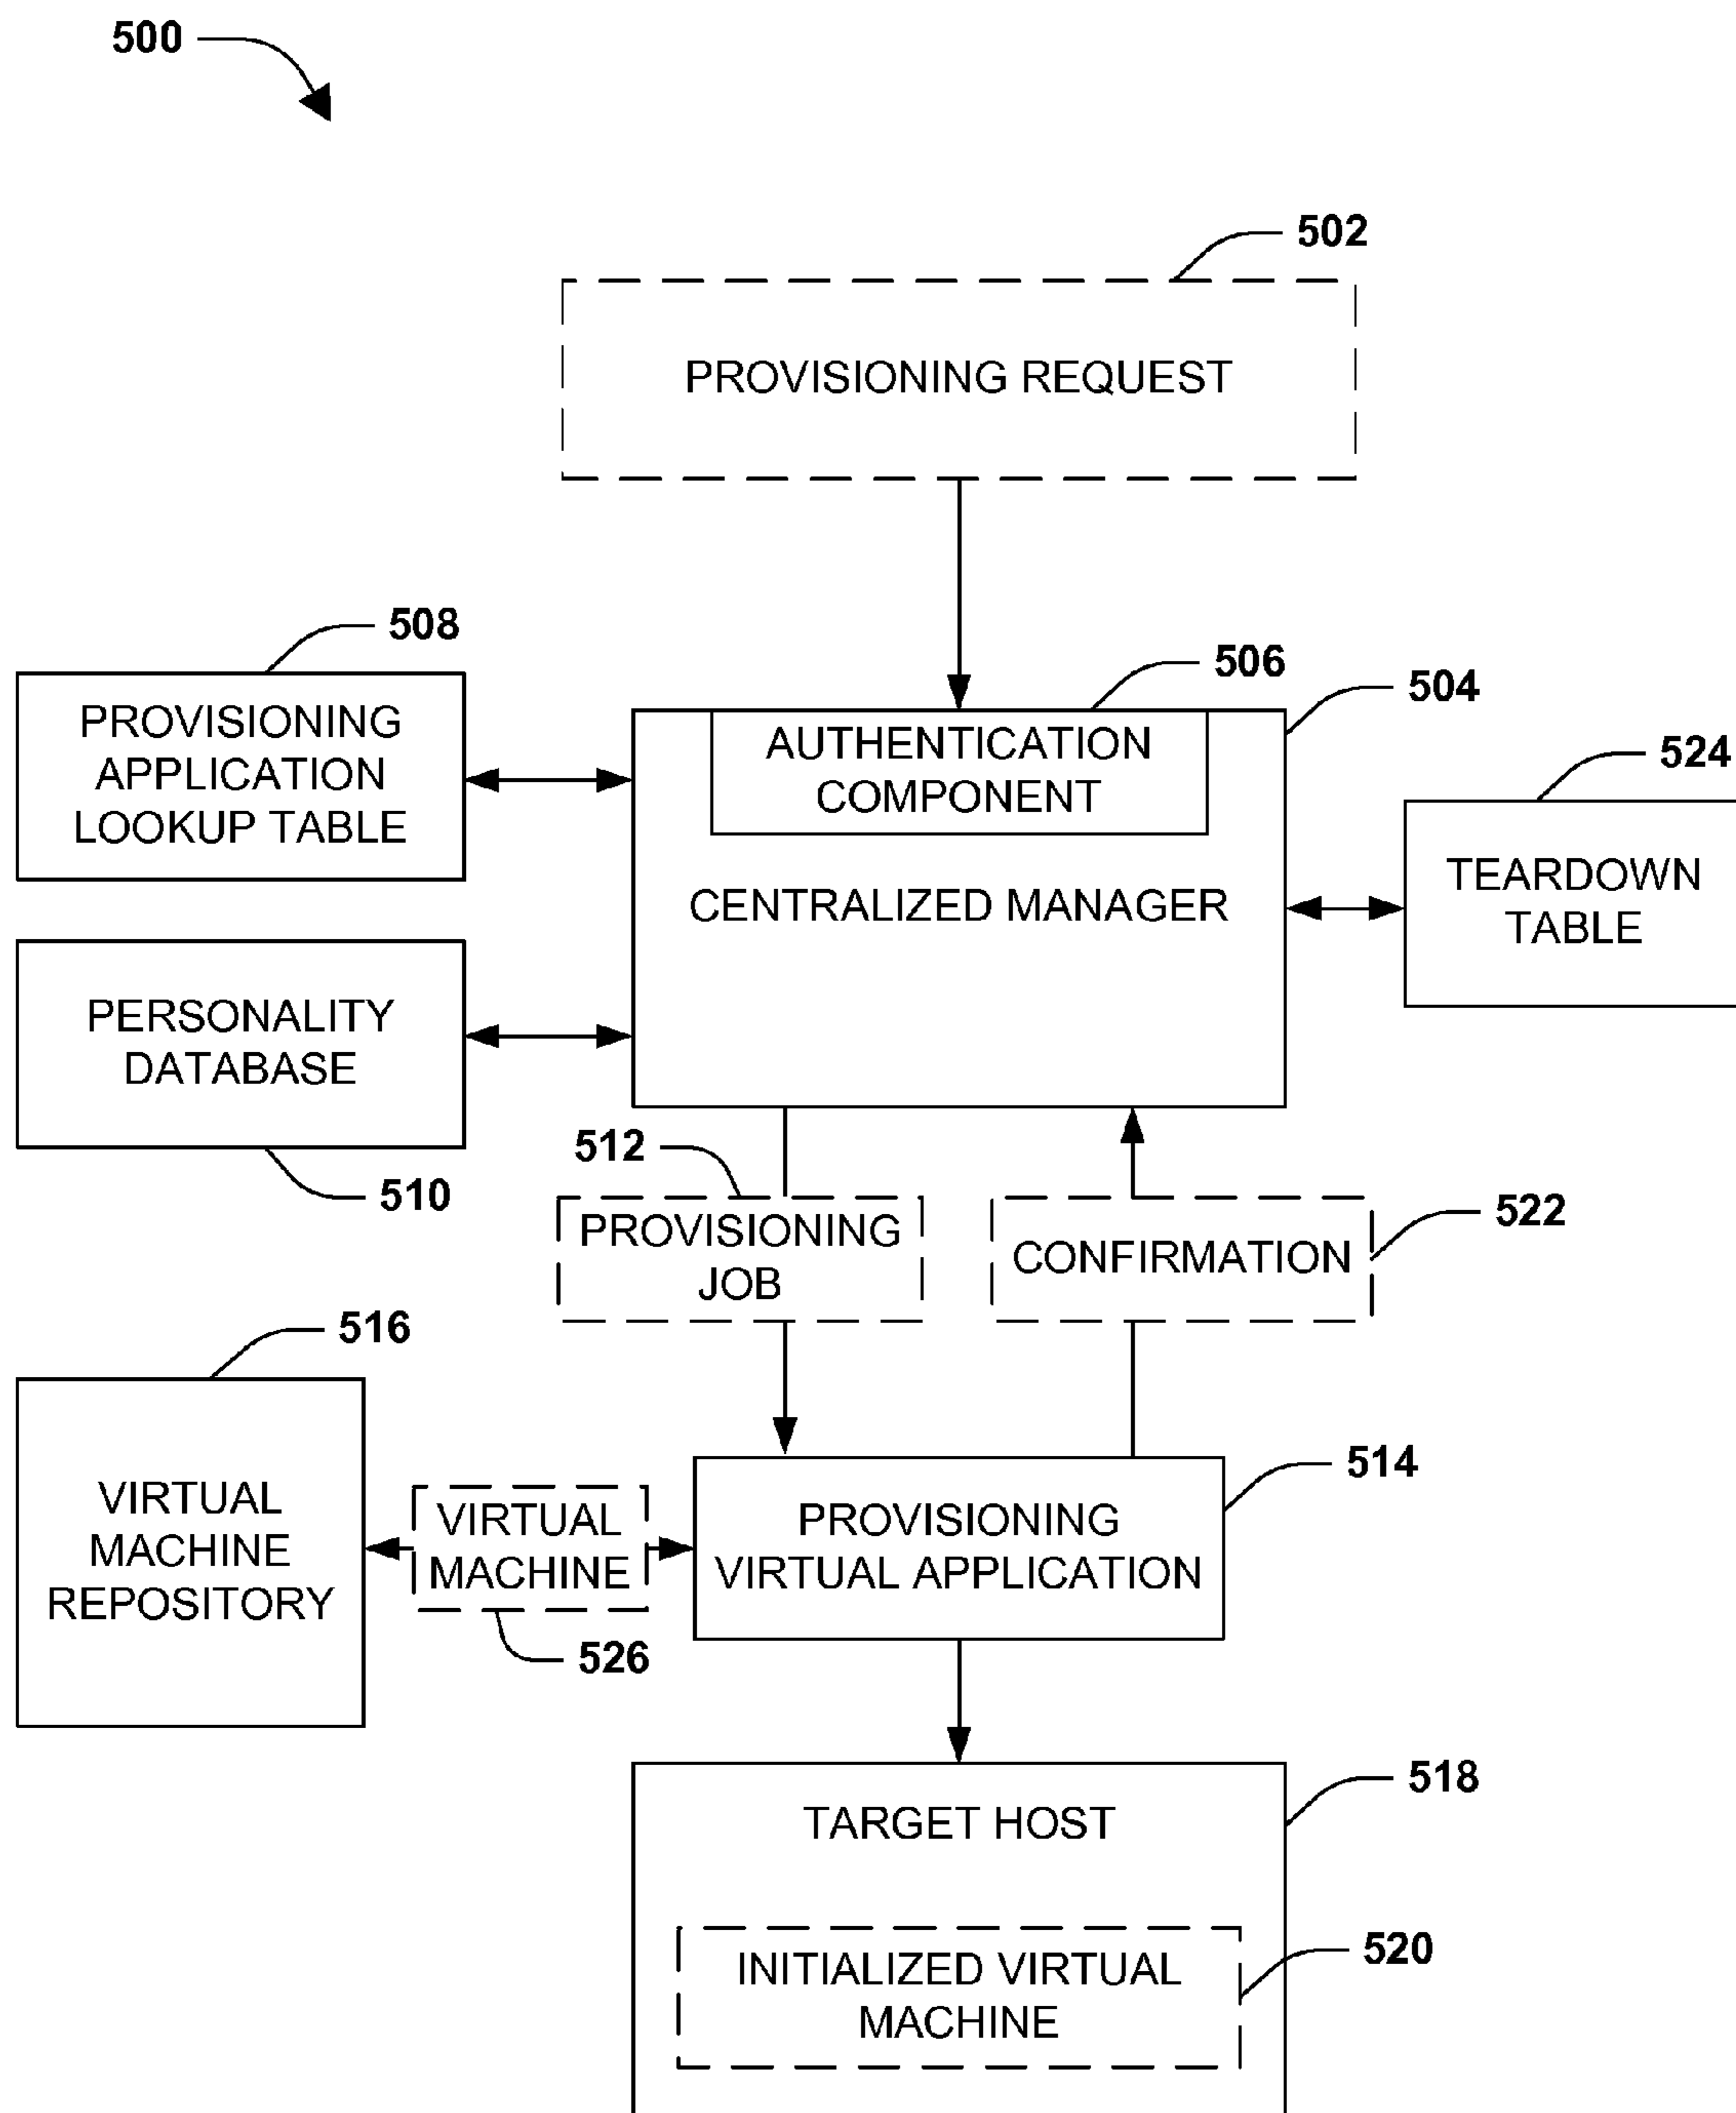 500
502
PROVISIONING REQUEST
508
506
504
524
PROVISIONING
APPLICATION
LOOKUP TABLE
AUTHENTICATION
COMPONENT
CENTRALIZED MANAGER
TEARDOWN
TABLE
PERSONALITY
DATABASE
510
512
PROVISIONING
JOB
CONFIRMATION
522
516
514
VIRTUAL
MACHINE
REPOSITORY
VIRTUAL
MACHINE
526
PROVISIONING
VIRTUAL APPLICATION
518
TARGET HOST
520
INITIALIZED VIRTUAL
MACHINE